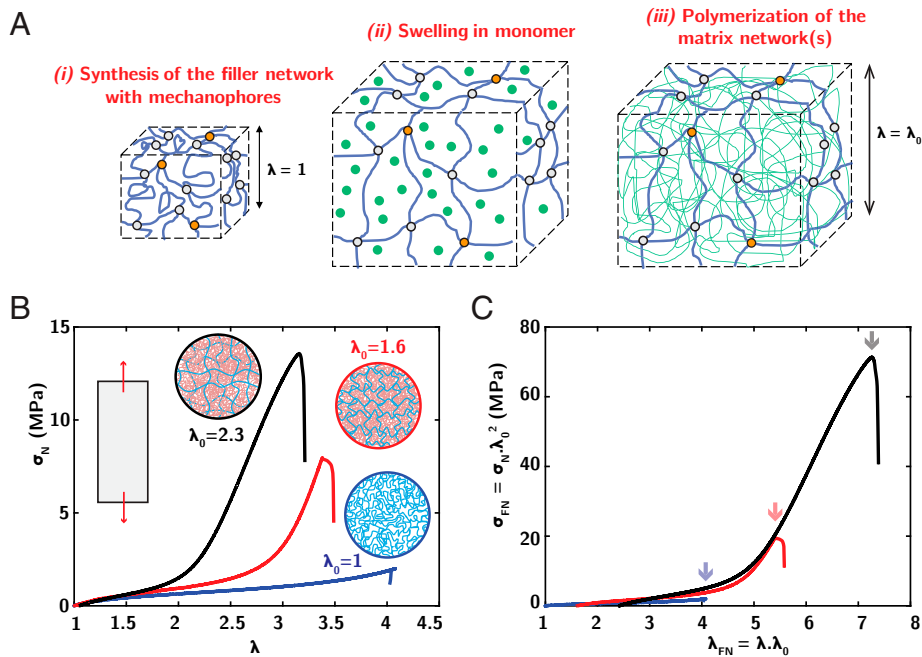 A
(i) Synthesis of the filler network
with mechanophores
λ = 1
(ii) Swelling in monomer
(iii) Polymerization of the
matrix network(s)
λ = λ₀
B
σN (MPa)
15
10
5
0
1
1.5
2
2.5
3
3.5
4
4.5
λ
λ₀=2.3
λ₀=1.6
λ₀=1
C
σFN = σN.λ₀² (MPa)
80
60
40
20
0
1
2
3
4
5
6
7
8
λFN = λ.λ₀